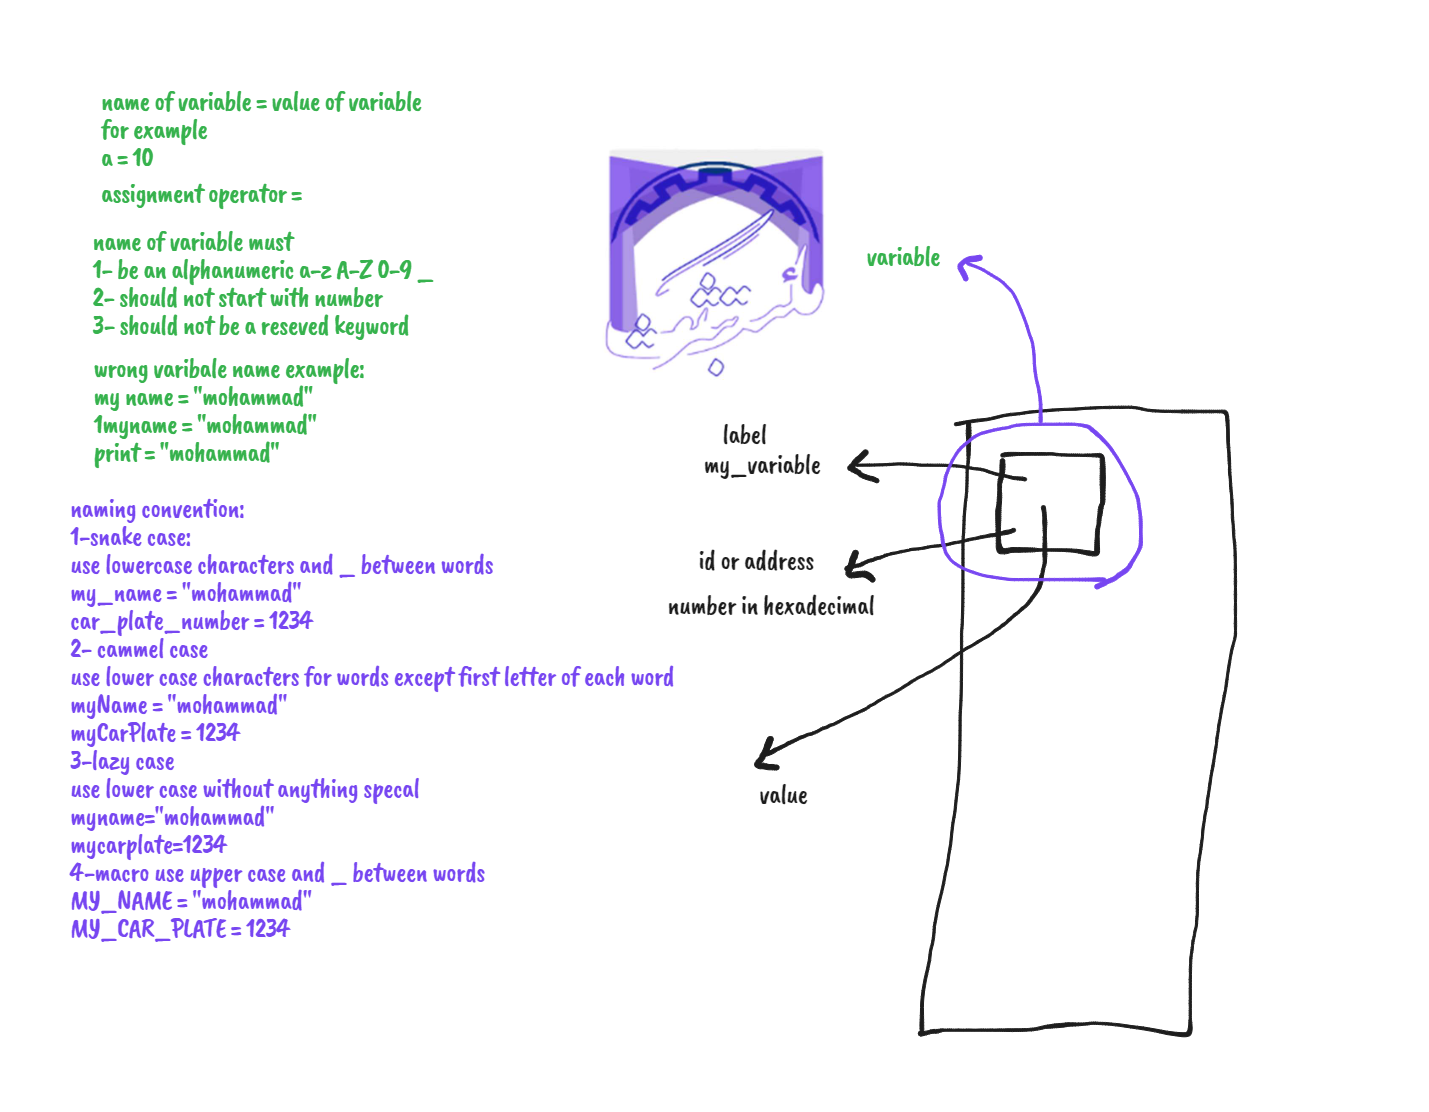 name of variable = value of variable
for example
a = 10
assignment operator =
name of variable must
1- be an alphanumeric a-z A-Z 0-9 _
2- should not start with number
3- should not be a reseved keyword
wrong varibale name example:
my name = "mohammad"
1myname = "mohammad"
print = "mohammad"
naming convention:
1-snake case:
use lowercase characters and _ between words
my_name = "mohammad"
car_plate_number = 1234
2- cammel case
use lower case characters for words except first letter of each word
myName = "mohammad"
myCarPlate = 1234
3-lazy case
use lower case without anything specal
myname="mohammad"
mycarplate=1234
4-macro use upper case and _ between words
MY_NAME = "mohammad"
MY_CAR_PLATE = 1234
variable
label
my_variable
id or address
number in hexadecimal
value